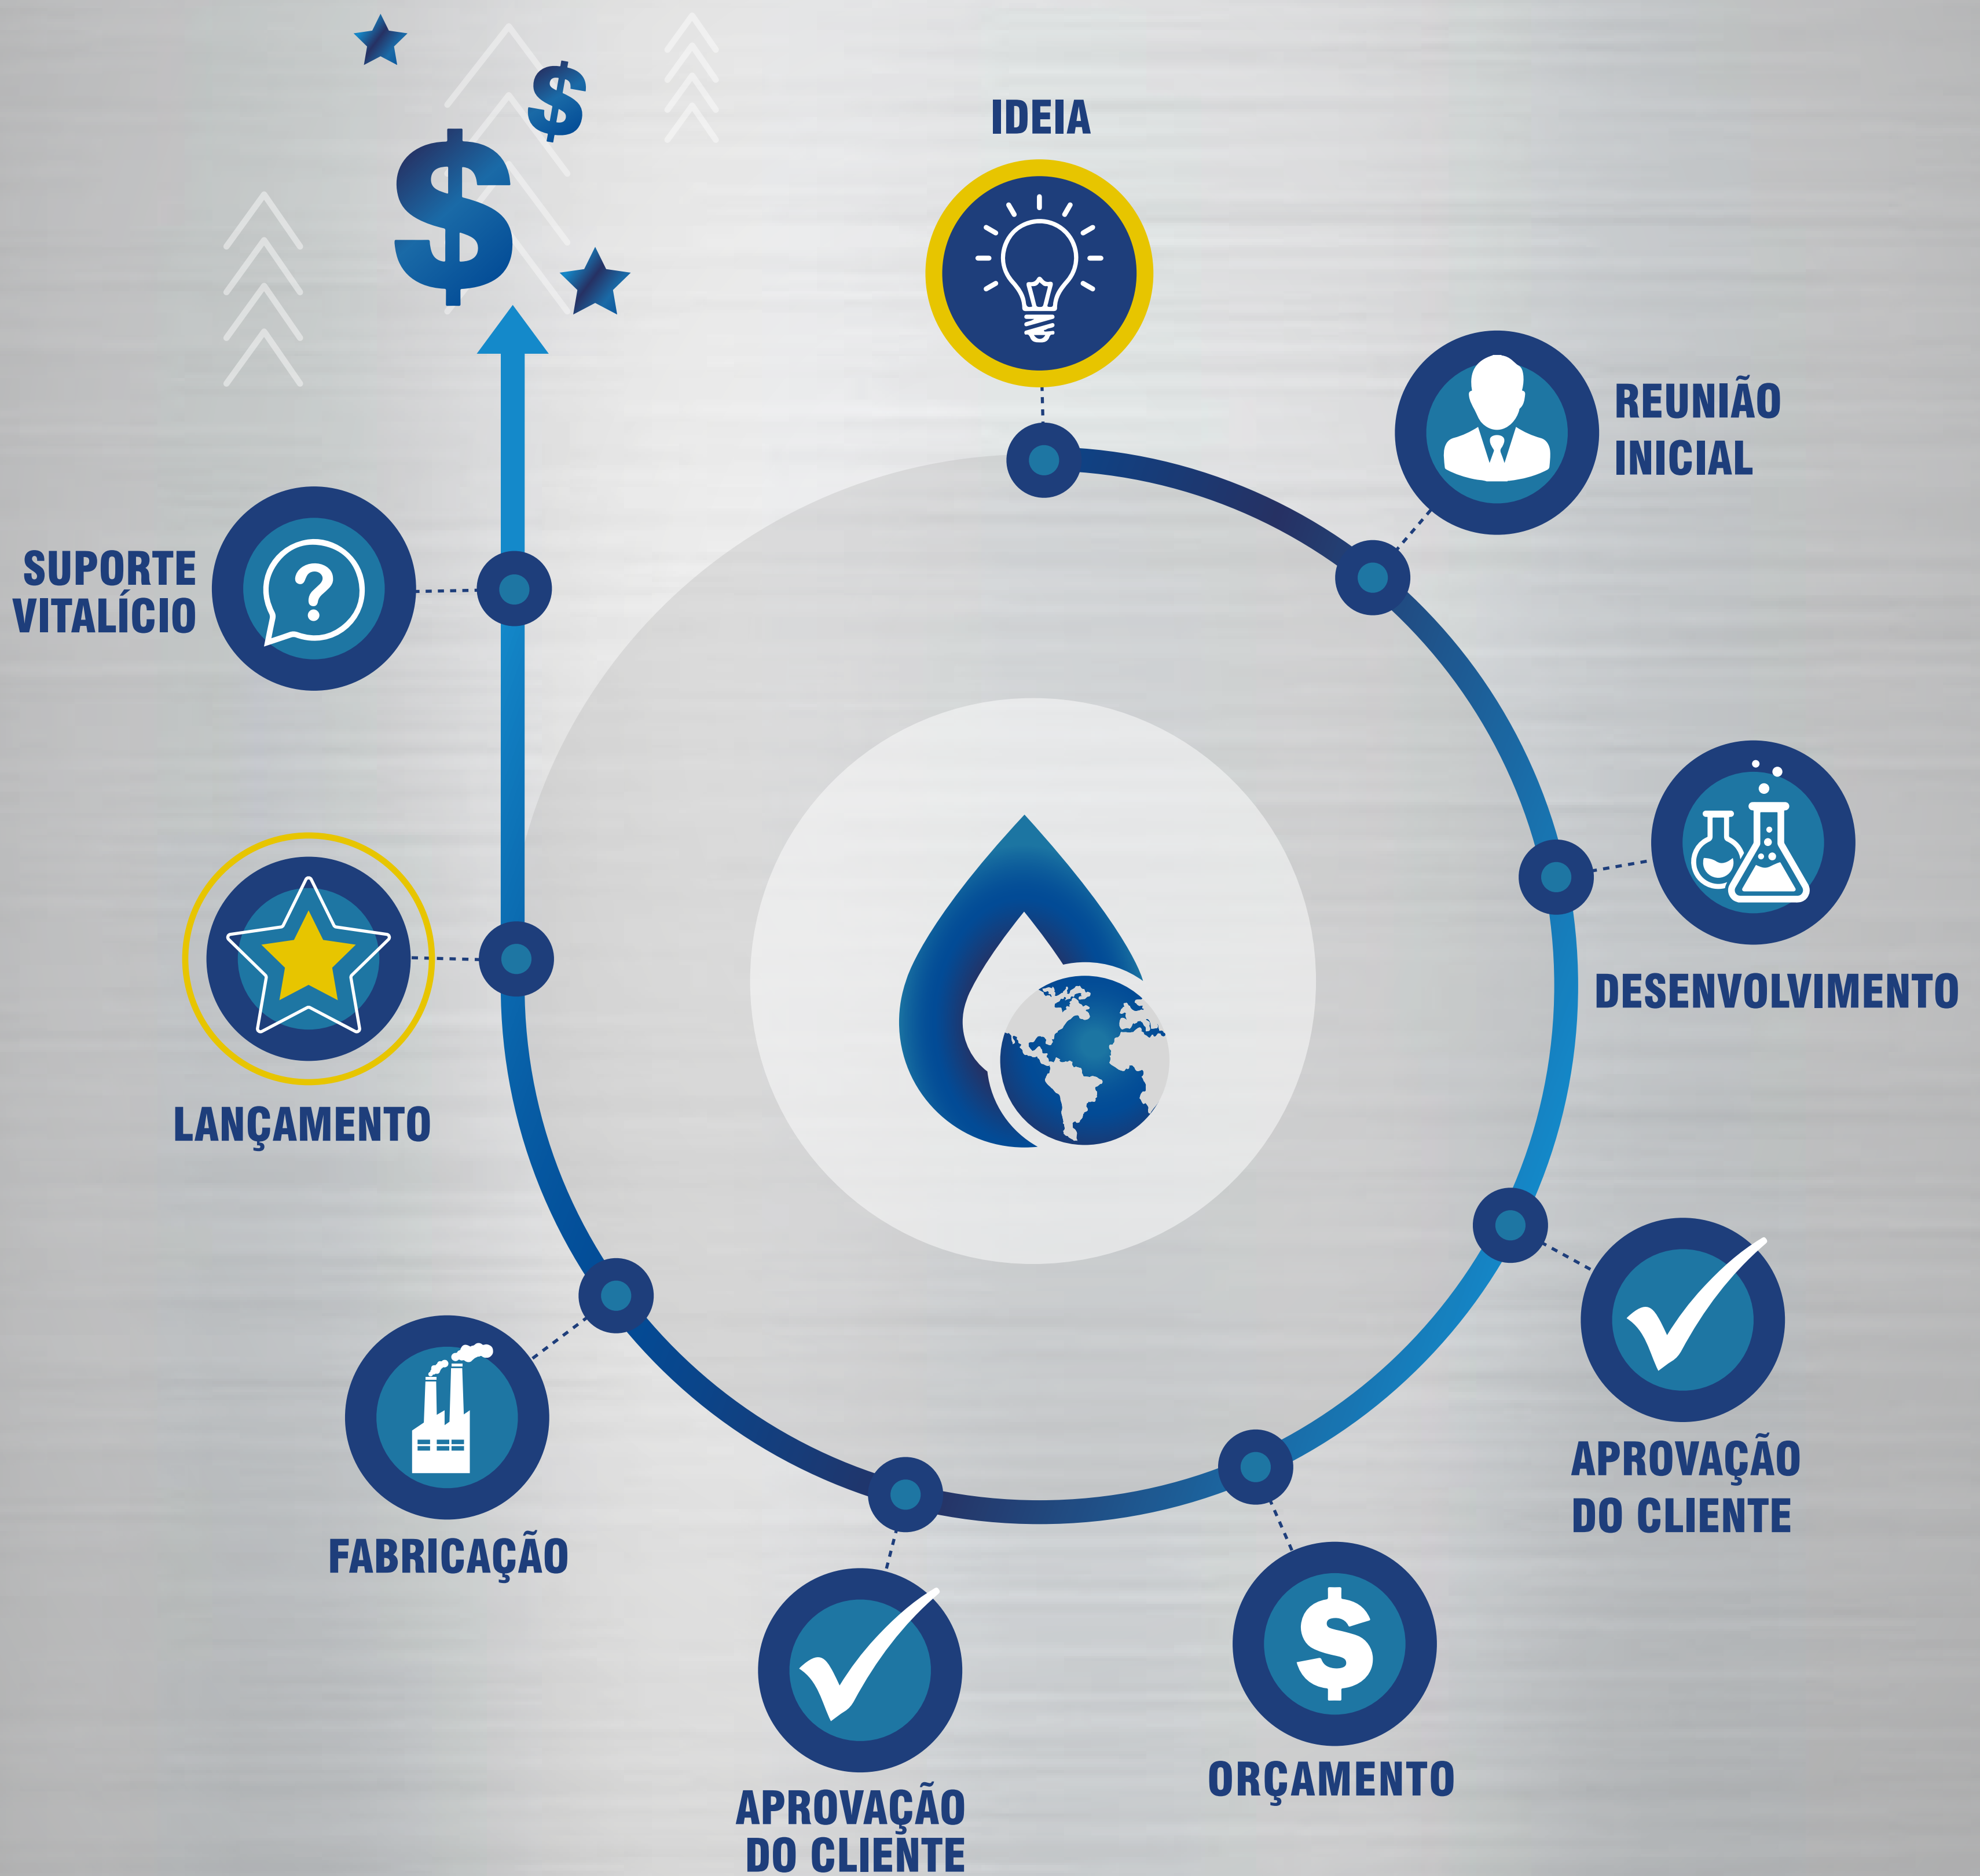 IDEIA
REUNIÃO
INICIAL
DESENVOLVIMENTO
APROVAÇÃO
DO CLIENTE
ORÇAMENTO
APROVAÇÃO
DO CLIENTE
FABRICAÇÃO
LANÇAMENTO
SUPORTE
VITALÍCIO